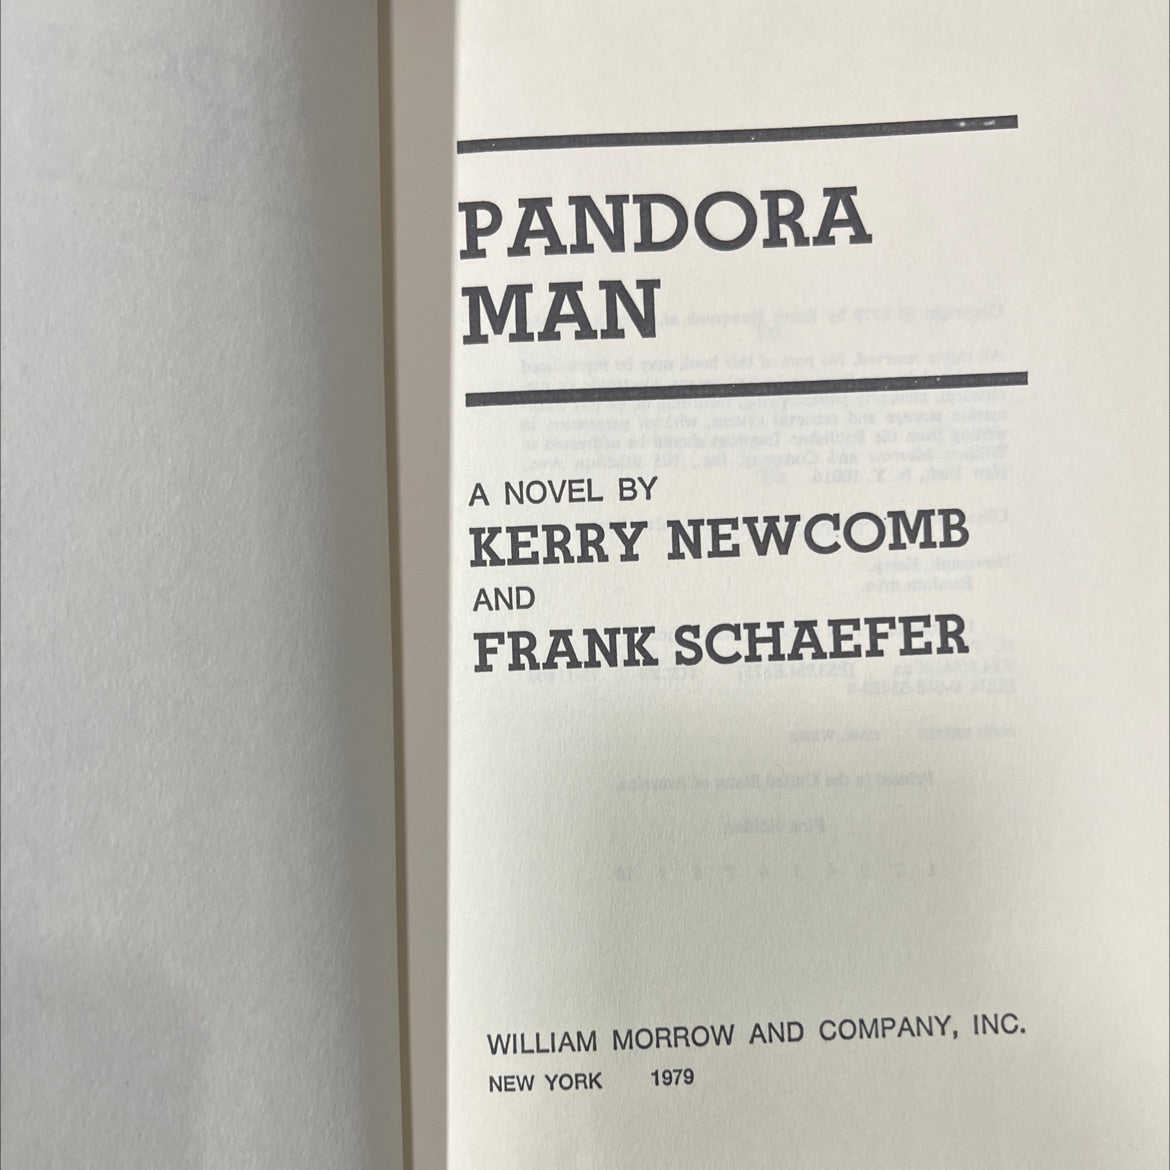 PANDORA
MAN
A NOVEL BY
KERRY NEWCOMB
AND
FRANK SCHAEFER
WILLIAM MORROW AND COMPANY, INC.
NEW YORK 1979